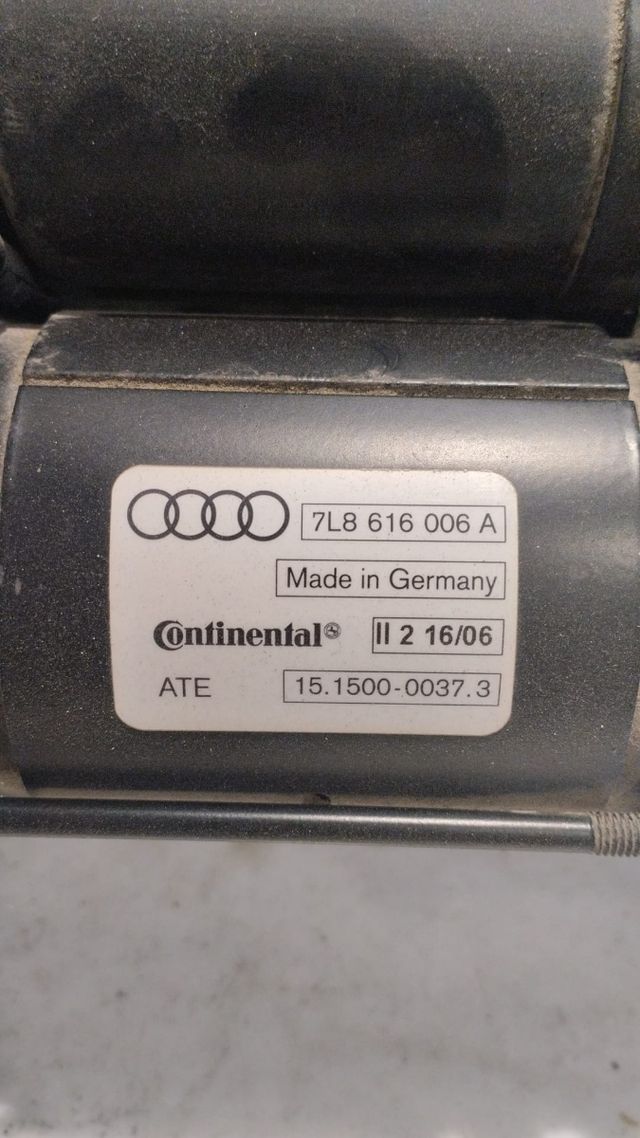 7L8 616 006 A
Made in Germany
Continental
II 2 16/06
ATE
15.1500-0037.3